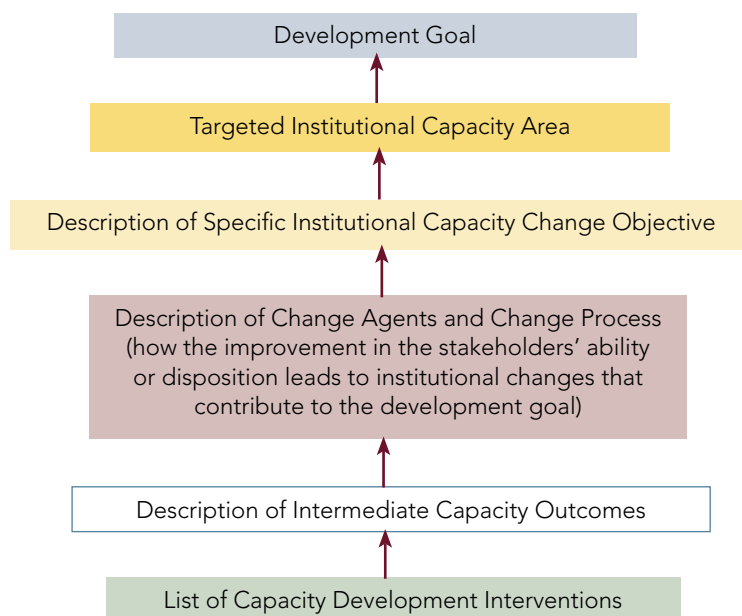 Development Goal
Targeted Institutional Capacity Area
Description of Specific Institutional Capacity Change Objective
Description of Change Agents and Change Process
(how the improvement in the stakeholders’ ability
or disposition leads to institutional changes that
contribute to the development goal)
Description of Intermediate Capacity Outcomes
List of Capacity Development Interventions